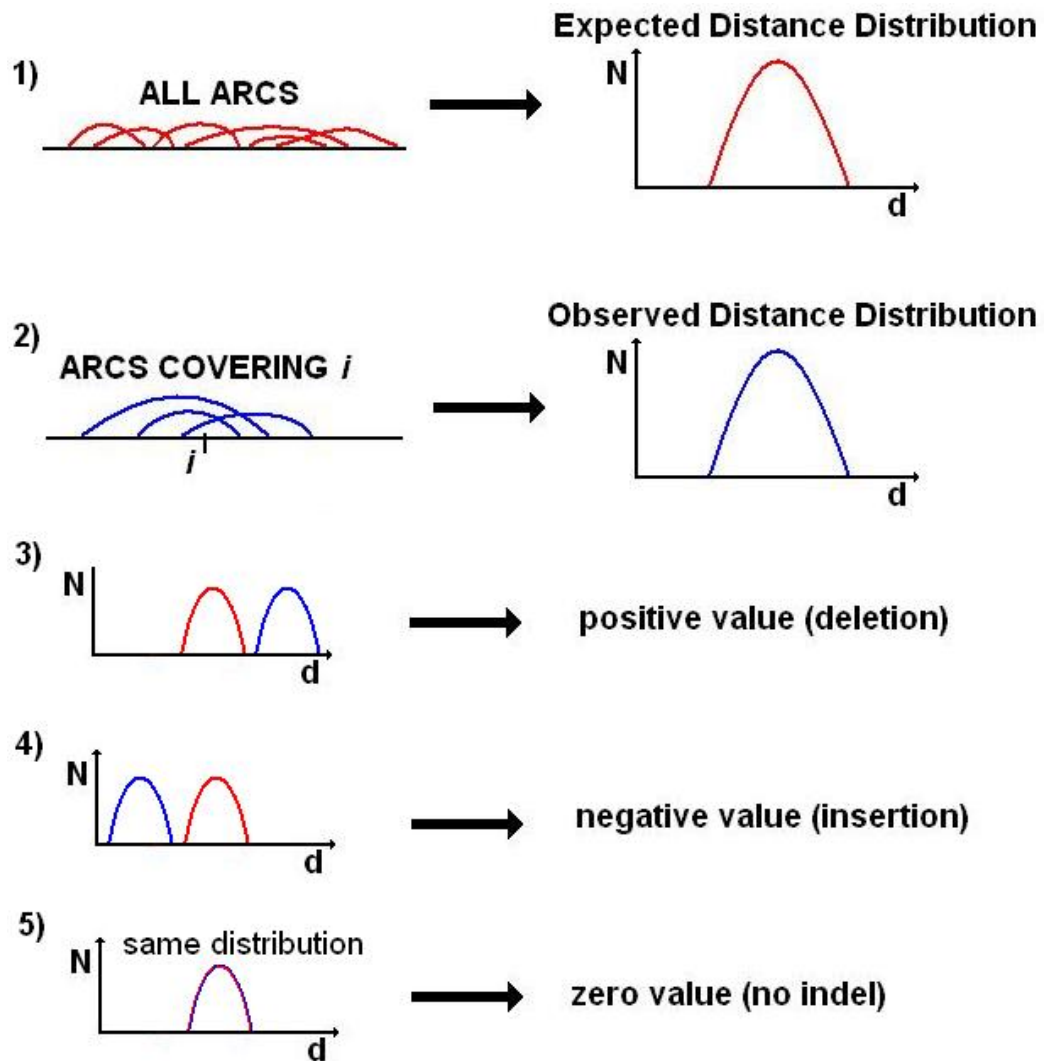 1)
ALL ARCS
Expected Distance Distribution
N
d
2)
ARCS COVERING i
i
Observed Distance Distribution
N
d
3)
N
d
positive value (deletion)
4)
N
d
negative value (insertion)
5)
same distribution
N
d
zero value (no indel)